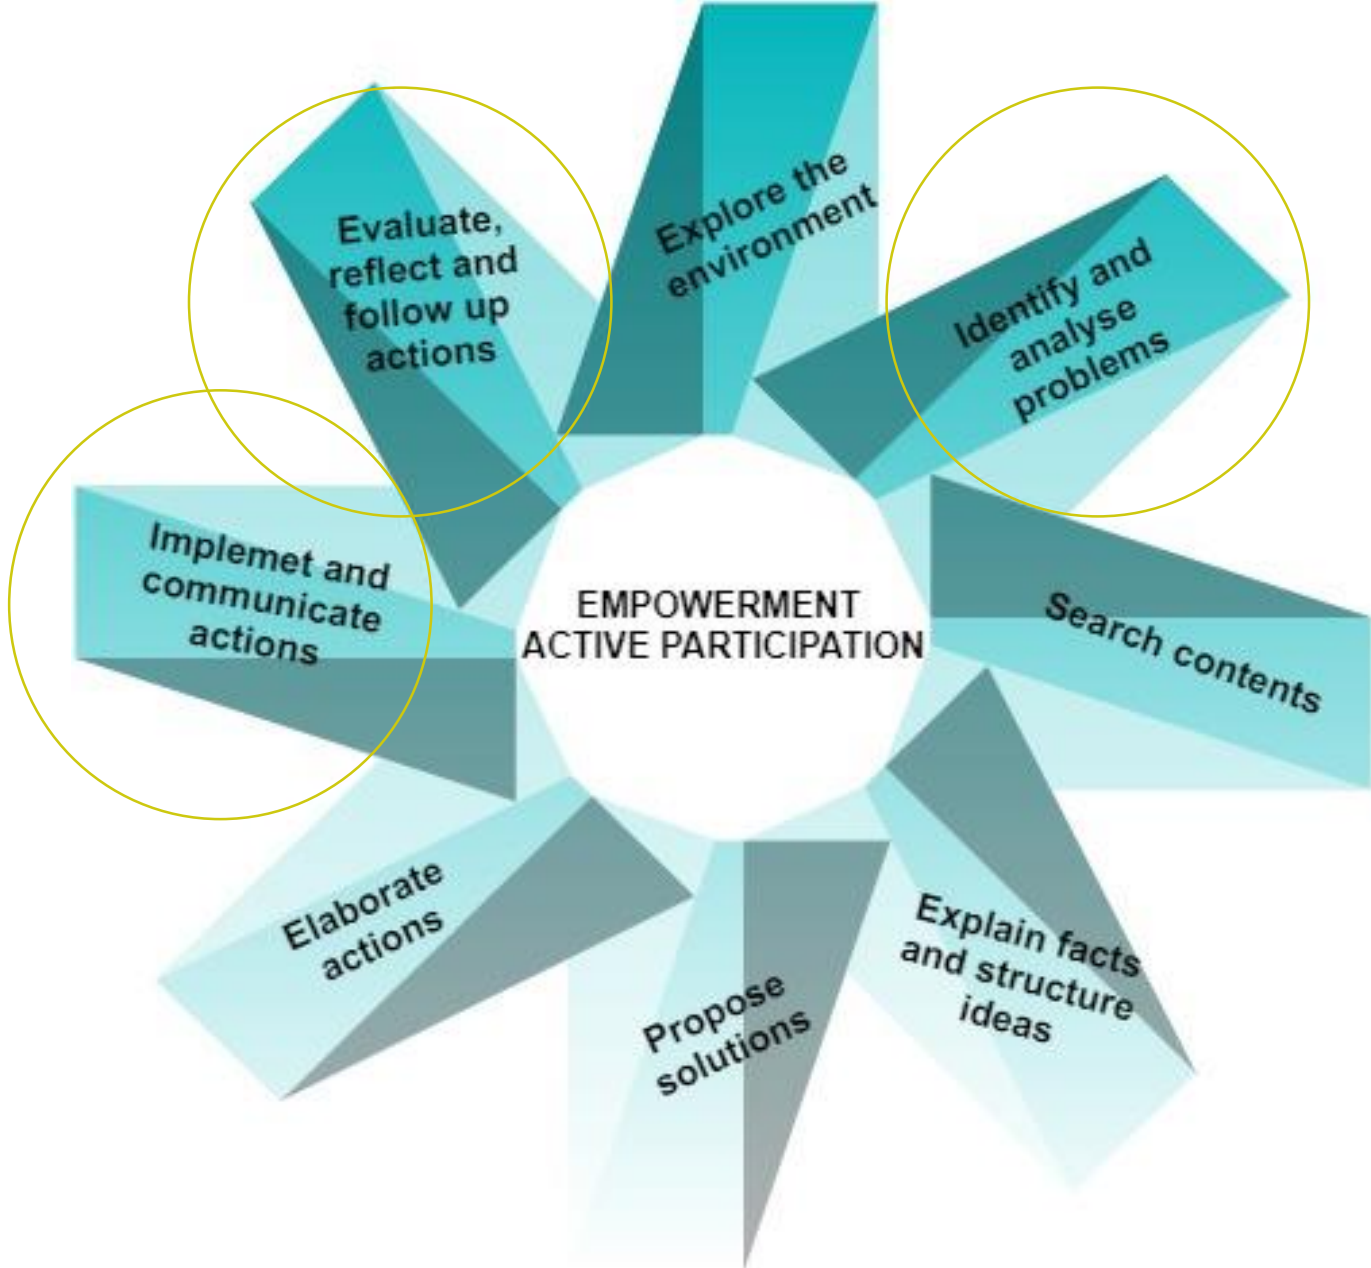 Explore the
environment
Identify and
analyse
problems
Search contents
Explain facts
and structure
ideas
Propose
solutions
Elaborate
actions
Implemet and
communicate
actions
Evaluate,
reflect and
follow up
actions
EMPOWERMENT
ACTIVE PARTICIPATION